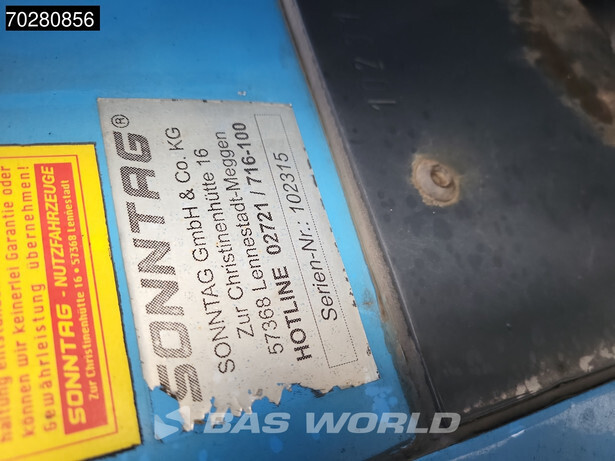 70280856
SONNTAG®
SONNTAG GmbH & Co. KG
Zur Christinenhütte 16
57368 Lennestadt-Meggen
HOTLINE 02721 / 716-100
Serien-Nr.: 102315
können wir keinerlei Garantie oder
Gewährleistung übernehmen!
SONNTAG - NUTZFAHRZEUGE
Zur Christinenhütte 16 • 57368 Lennestadt
BAS WORLD